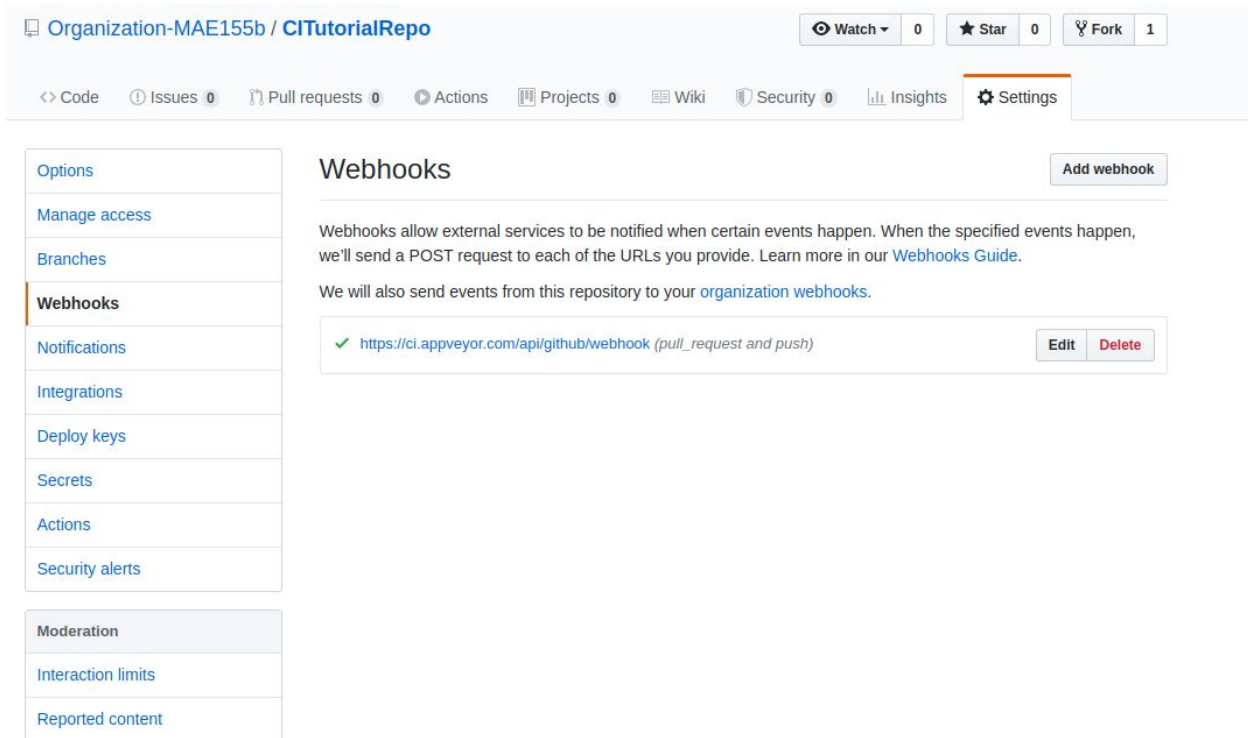 Organization-MAE155b / CITutorialRepo
Watch 0 Star 0 Fork 1
Code Issues 0 Pull requests 0 Actions Projects 0 Wiki Security 0 Insights Settings
Options
Manage access
Branches
Webhooks
Notifications
Integrations
Deploy keys
Secrets
Actions
Security alerts
Moderation
Interaction limits
Reported content
Webhooks
Add webhook
Webhooks allow external services to be notified when certain events happen. When the specified events happen,
we'll send a POST request to each of the URLs you provide. Learn more in our Webhooks Guide.
We will also send events from this repository to your organization webhooks.
https://ci.appveyor.com/api/github/webhook (pull_request and push)
Edit Delete